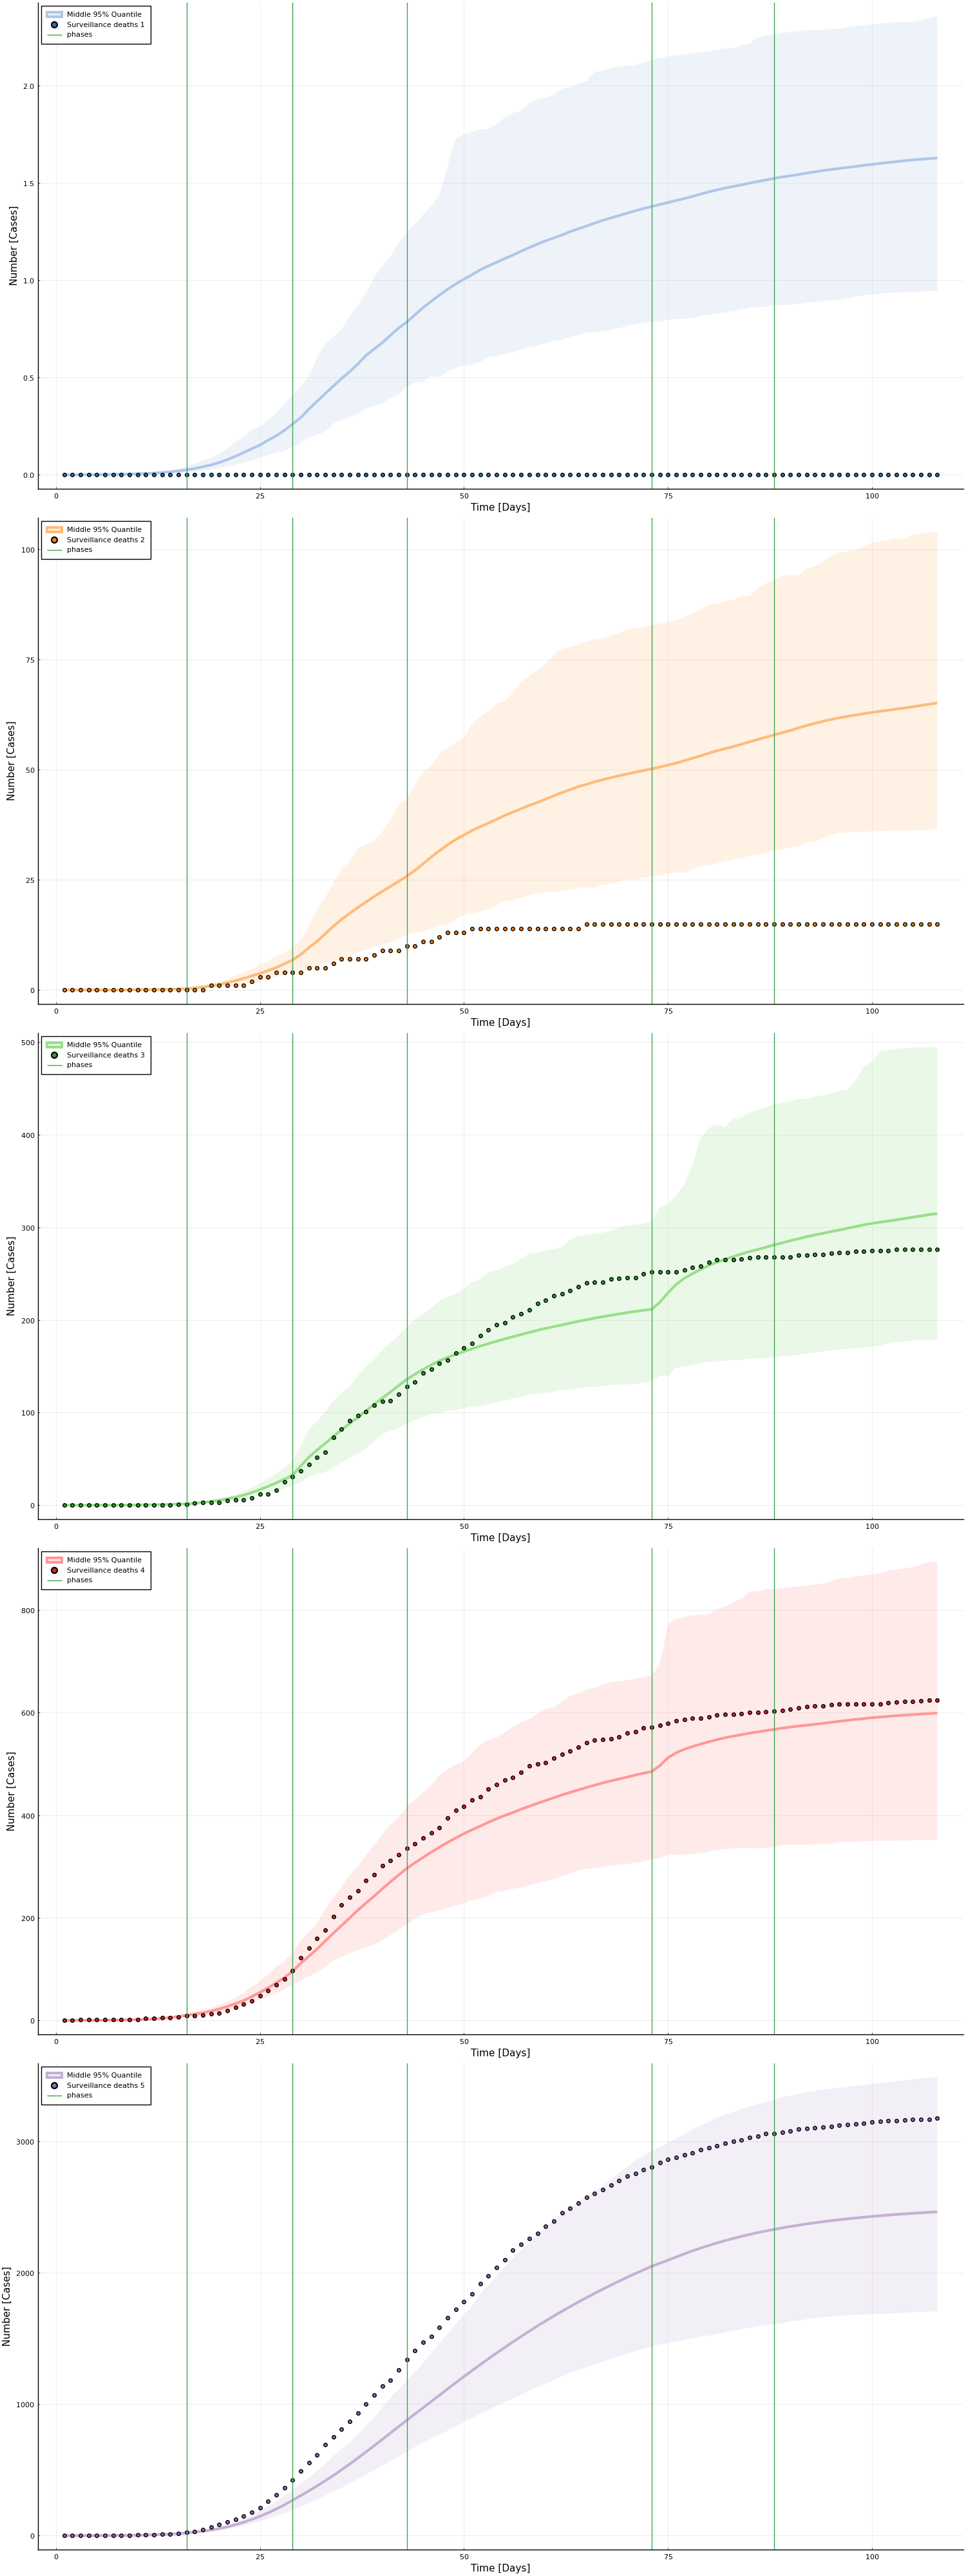 Middle 95% Quantile
Surveillance deaths 1
phases
Number [Cases]
2.0
1.5
1.0
0.5
0.0
0 25 50 75 100
Time [Days]
Middle 95% Quantile
Surveillance deaths 2
phases
Number [Cases]
100
75
50
25
0
0 25 50 75 100
Time [Days]
Middle 95% Quantile
Surveillance deaths 3
phases
Number [Cases]
500
400
300
200
100
0
0 25 50 75 100
Time [Days]
Middle 95% Quantile
Surveillance deaths 4
phases
Number [Cases]
800
600
400
200
0
0 25 50 75 100
Time [Days]
Middle 95% Quantile
Surveillance deaths 5
phases
Number [Cases]
3000
2000
1000
0
0 25 50 75 100
Time [Days]